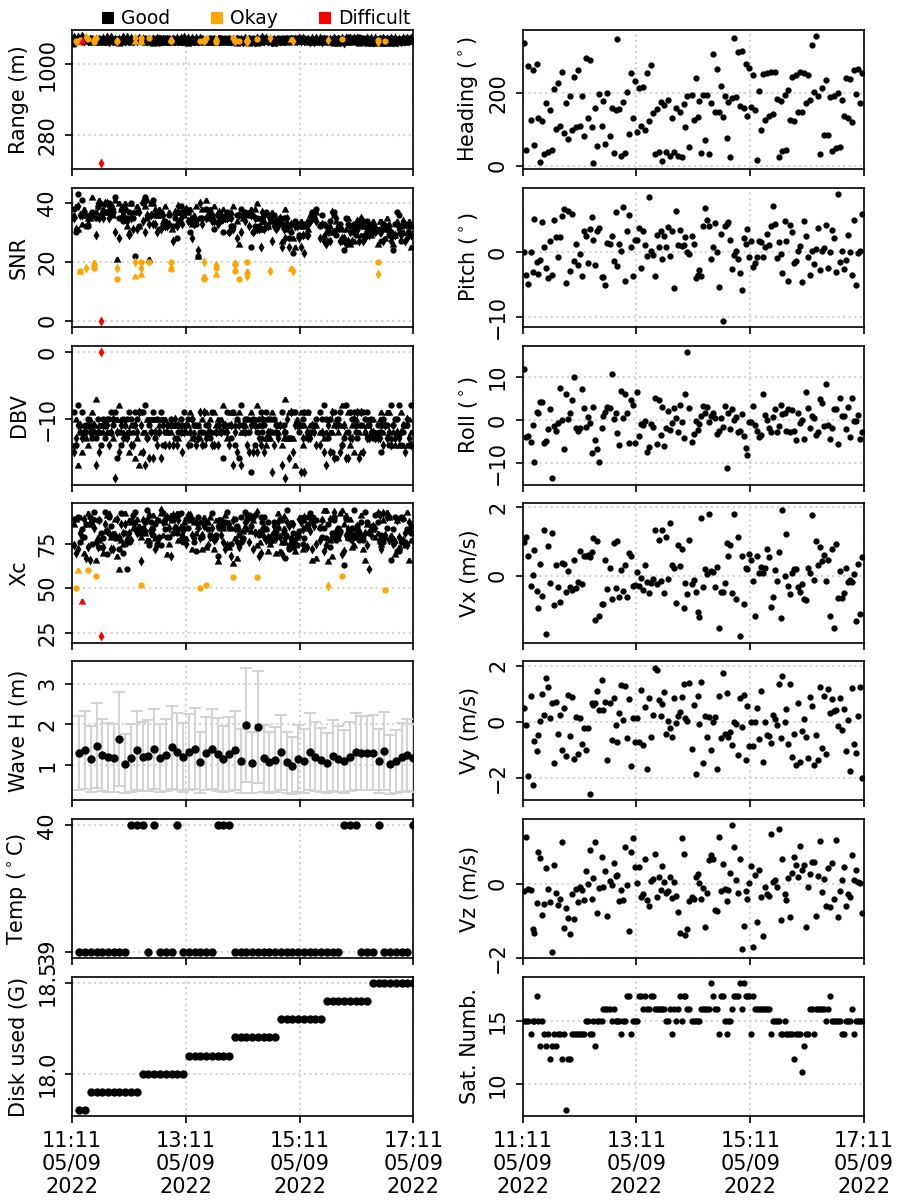 Good Okay Difficult
Range (m)
1000
280
Heading (°)
200
0
SNR
40
20
0
Pitch (°)
0
−10
DBV
0
−10
Roll (°)
10
0
−10
Xc
75
50
25
Vx (m/s)
2
0
Wave H (m)
3
2
1
Vy (m/s)
2
0
−2
Temp (°C)
40
39
Vz (m/s)
0
−2
Disk used (G)
18.5
18.0
Sat. Numb.
15
10
11:11 13:11 15:11 17:11
05/09 05/09 05/09 05/09
2022 2022 2022 2022
11:11 13:11 15:11 17:11
05/09 05/09 05/09 05/09
2022 2022 2022 2022